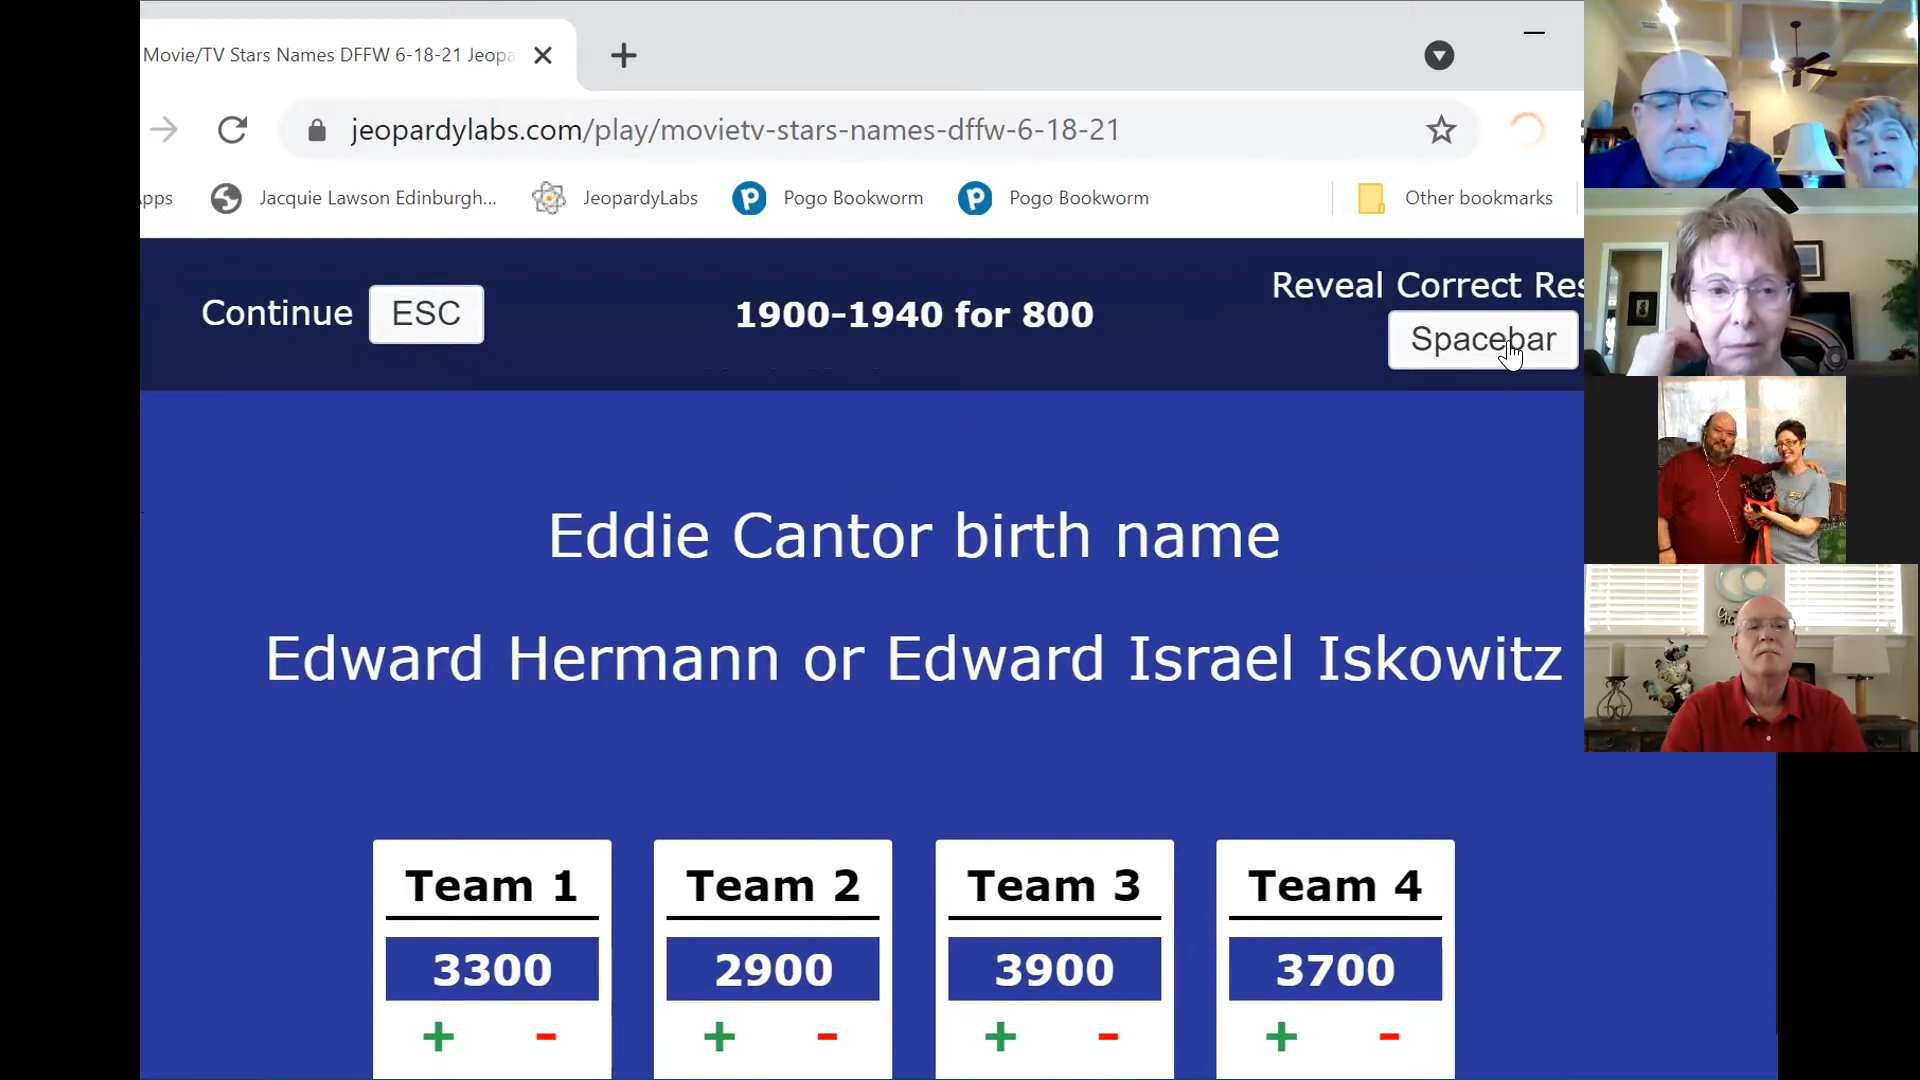 Movie/TV Stars Names DFFW 6-18-21 Jeopa
jeopardylabs.com/play/movietv-stars-names-dffw-6-18-21
pps
Jacquie Lawson Edinburgh...
JeopardyLabs
Pogo Bookworm
Pogo Bookworm
Other bookmarks
Continue ESC
1900-1940 for 800
Reveal Correct Res
Spacebar
Eddie Cantor birth name
Edward Hermann or Edward Israel Iskowitz
Team 1 Team 2 Team 3 Team 4
3300 2900 3900 3700
+ - + - + - + -